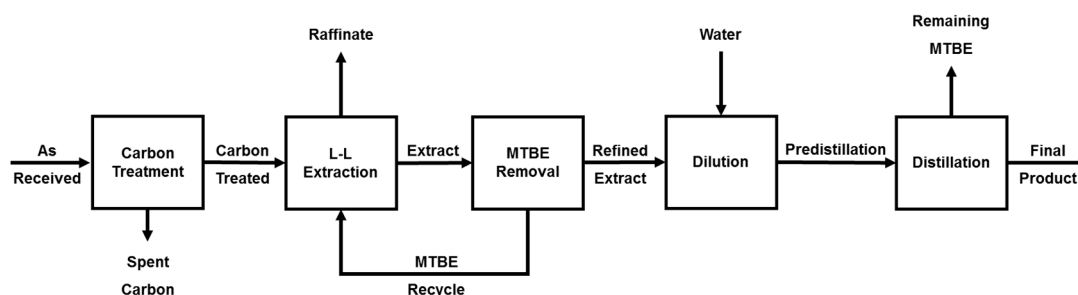 Raffinate
Water
Remaining
MTBE
As
Received
Carbon
Treatment
Carbon
Treated
L-L
Extraction
Extract
MTBE
Removal
Refined
Extract
Dilution
Predistillation
Distillation
Final
Product
Spent
Carbon
MTBE
Recycle